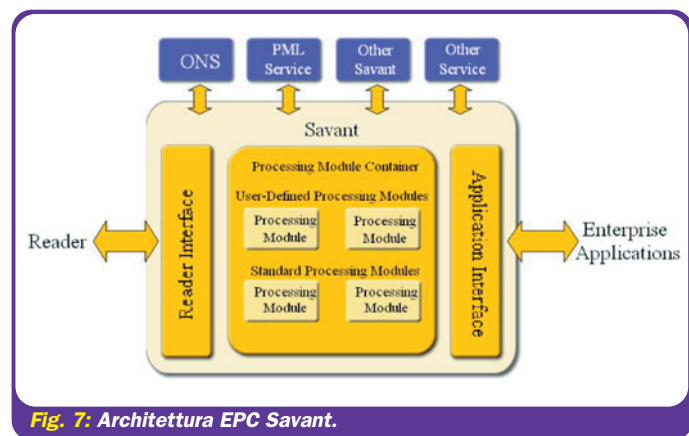 ONS
PML
Service
Other
Savant
Other
Service
Savant
Reader
Reader Interface
Processing Module Container
User-Defined Processing Modules
Processing
Module
Processing
Module
Standard Processing Modules
Processing
Module
Processing
Module
Application Interface
Enterprise
Applications
Fig. 7: Architettura EPC Savant.